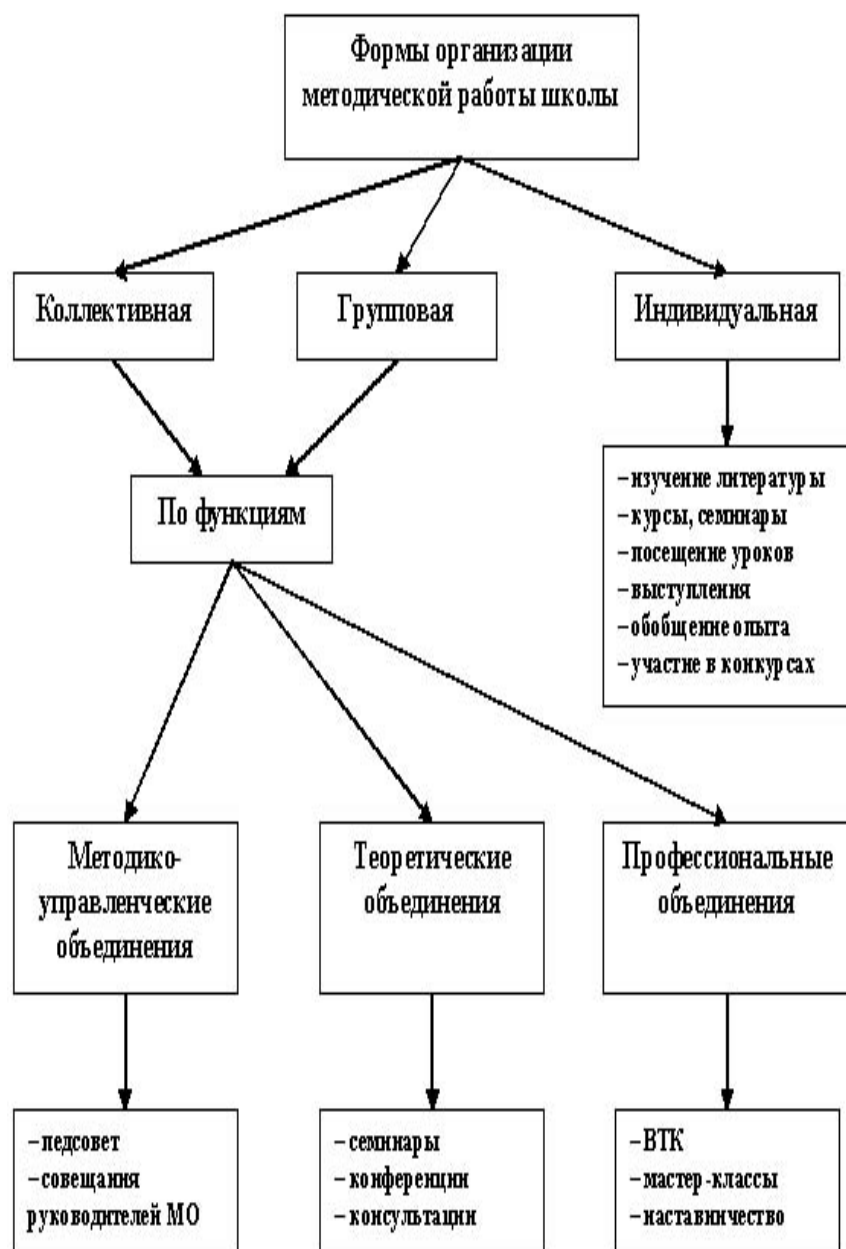 Формы организации
методической работы школы
Коллективная
Групповая
Индивидуальная
По функциям
–изучение литературы
–курсы, семинары
–посещение уроков
–выступления
–обобщение опыта
–участие в конкурсах
Методико-
управленческие
объединения
Теоретические
объединения
Профессиональные
объединения
–педсовет
–совещания
руководителей МО
–семинары
–конференции
–консультации
–ВТК
–мастер-классы
–наставничество